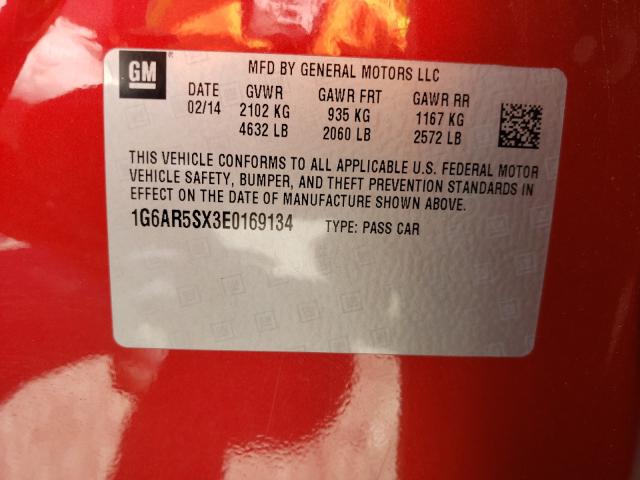 GM ®
MFD BY GENERAL MOTORS LLC
DATE GVWR GAWR FRT GAWR RR
02/14 2102 KG 935 KG 1167 KG
4632 LB 2060 LB 2572 LB
THIS VEHICLE CONFORMS TO ALL APPLICABLE U.S. FEDERAL MOTOR
VEHICLE SAFETY, BUMPER, AND THEFT PREVENTION STANDARDS IN
EFFECT ON THE DATE OF MANUFACTURE SHOWN ABOVE.
1G6AR5SX3E0169134 TYPE: PASS CAR